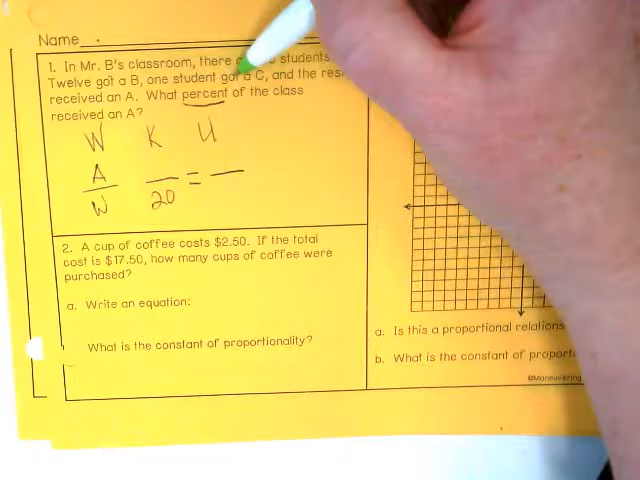 Name
1. In Mr. B's classroom, there students
Twelve got a B, one student got a C, and the
received an A. What percent of the class
received an A?
W K U
A
W 20 =
2. A cup of coffee costs $2.50. If the total
cost is $17.50, how many cups of coffee were
purchased?
a. Write an equation:
What is the constant of proportionality?
a. Is this a proportional
b. What is the constant of
©Maneuvering